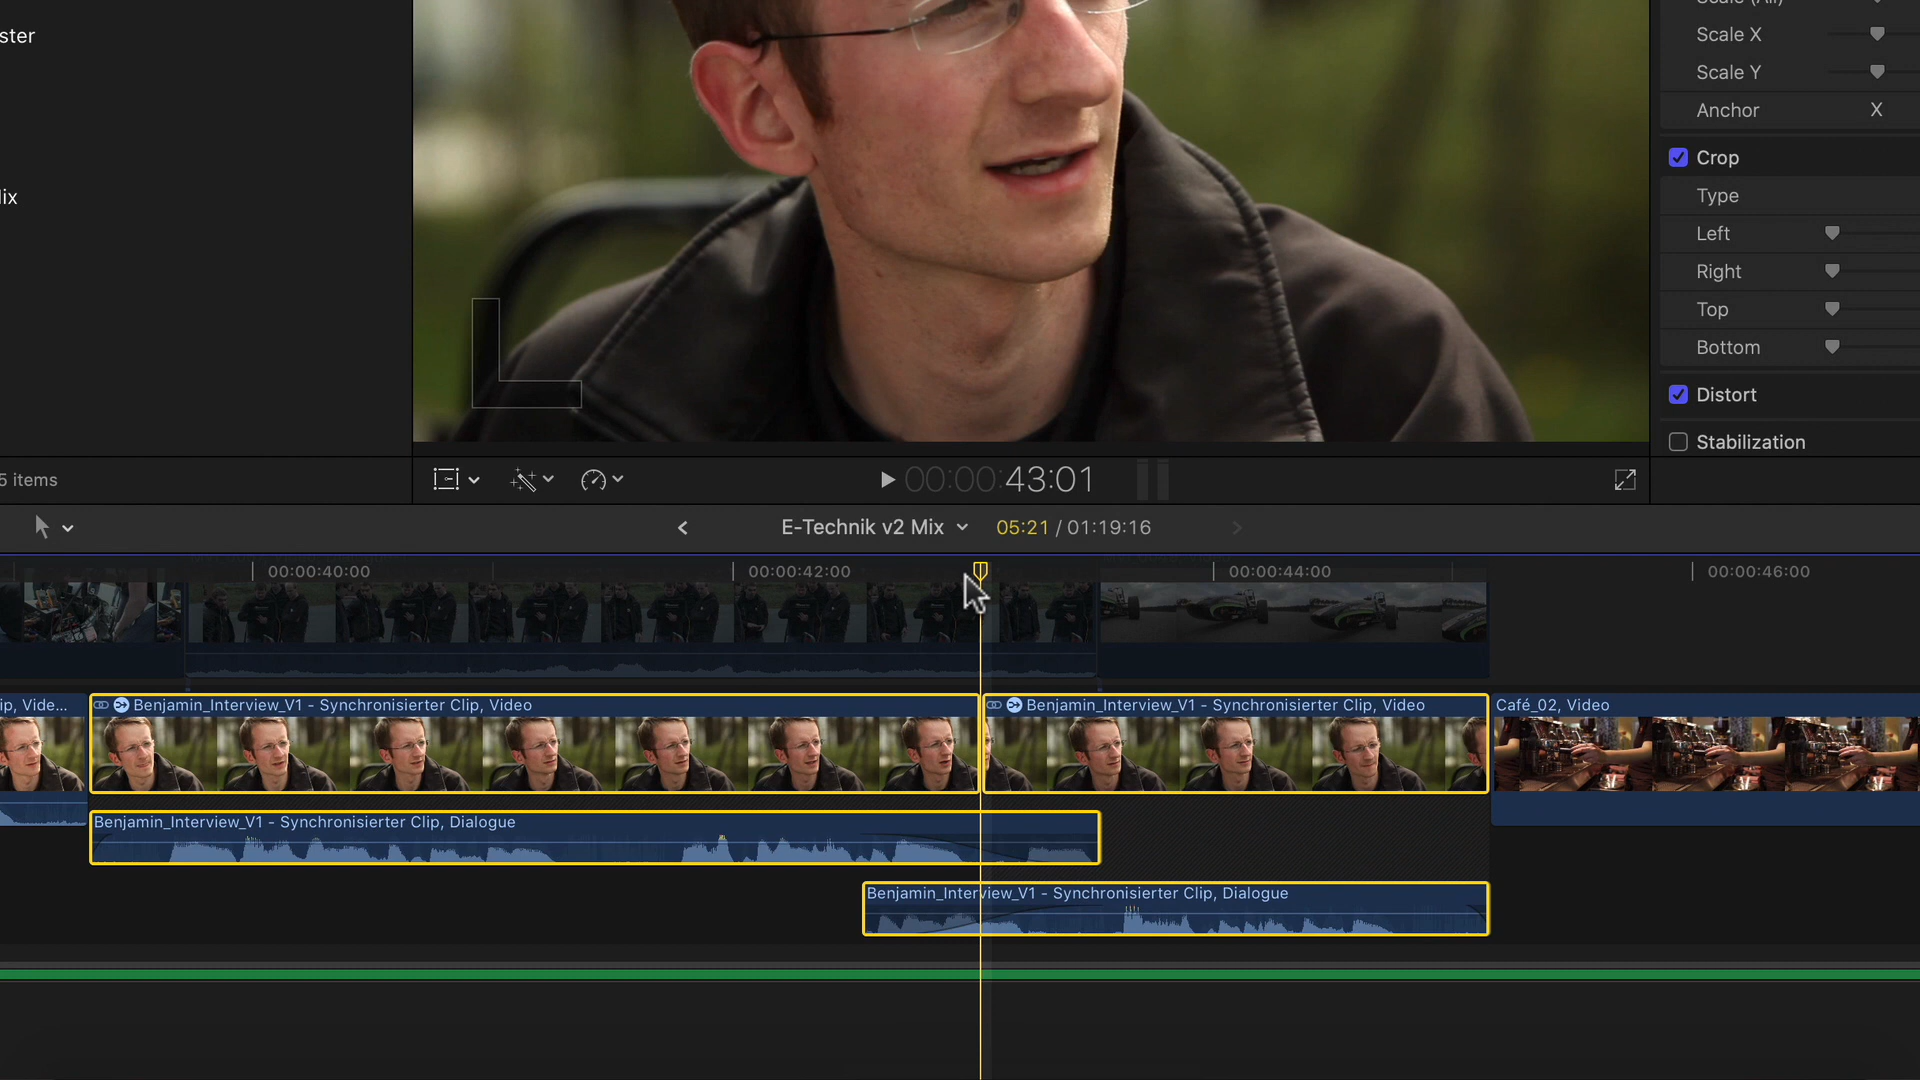 ster
Scale X
Scale Y
Anchor X
Crop
lix
Type
Left
Right
Top
Bottom
Distort
Stabilization
5 items
00:00:43:01
E-Technik v2 Mix 05:21 / 01:19:16
00:00:40:00 00:00:42:00 00:00:44:00 00:00:46:00
ip, Vide... Benjamin_Interview_V1 - Synchronisierter Clip, Video Benjamin_Interview_V1 - Synchronisierter Clip, Video Café_02, Video
Benjamin_Interview_V1 - Synchronisierter Clip, Dialogue
Benjamin_Interview_V1 - Synchronisierter Clip, Dialogue